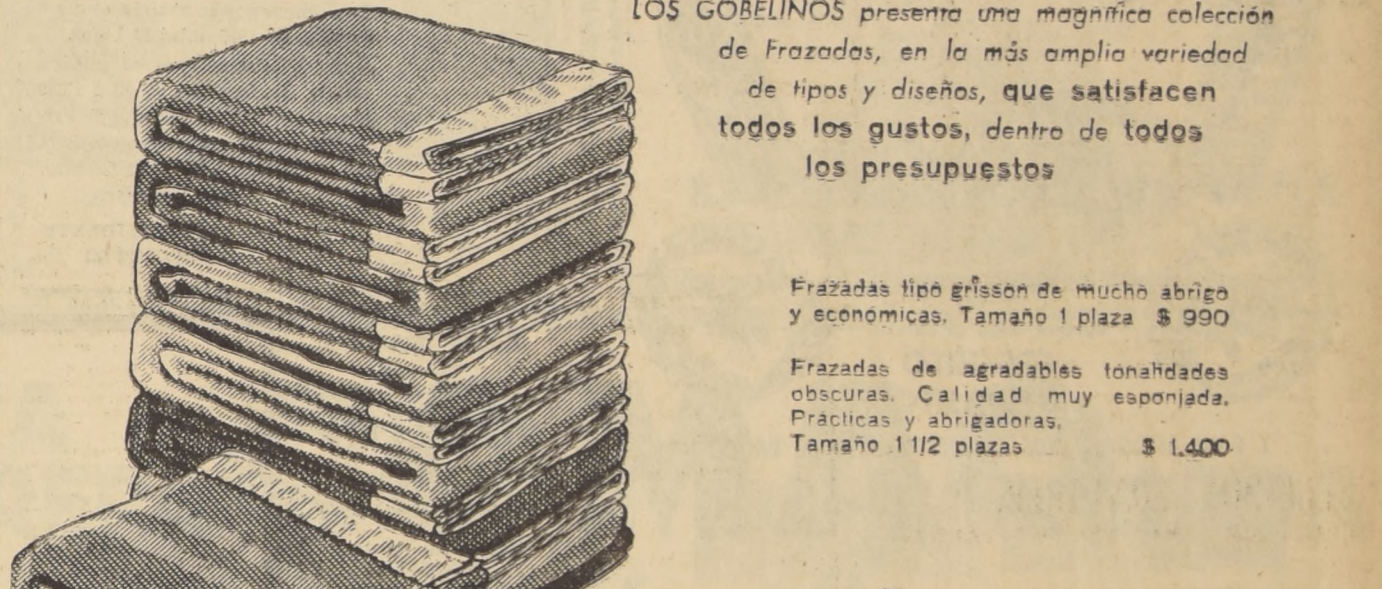 LOS GOBELINOS presenta una magnífica colección
de Frazadas, en la más amplia variedad
de tipos y diseños, que satisfacen
todos los gustos, dentro de todos
los presupuestos
Frazadas tipo grisson de mucho abrigo
y económicas. Tamaño 1 plaza $ 990
Frazadas de agradables tonalidades
obscuras. Calidad muy esponjada.
Prácticas y abrigadoras.
Tamaño 1 1/2 plazas $ 1.400